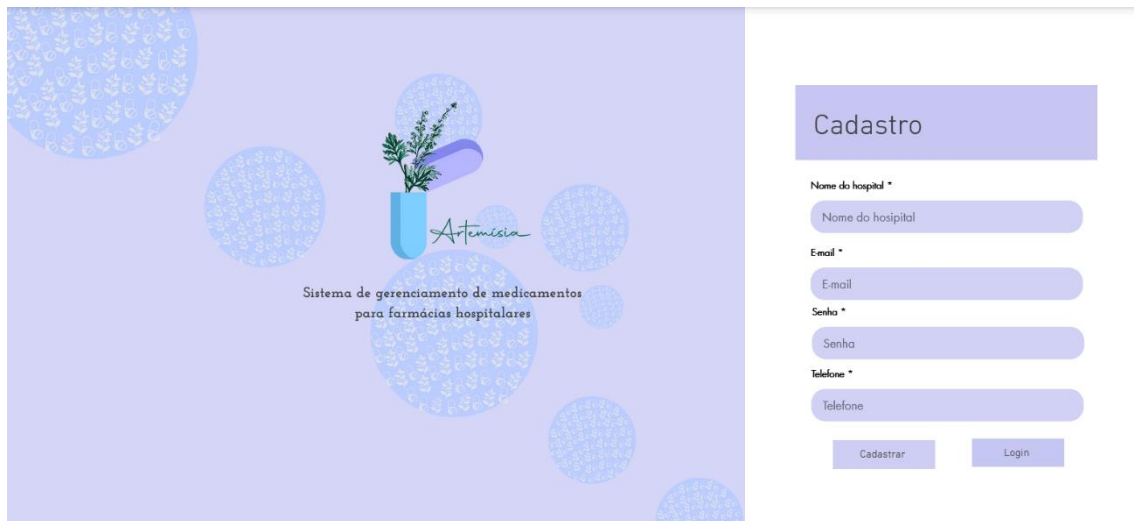 Artemísia
Sistema de gerenciamento de medicamentos
para farmácias hospitalares
Cadastro
Nome do hospital *
Nome do hosipital
E-mail *
E-mail
Senha *
Senha
Telefone *
Telefone
Cadastrar
Login